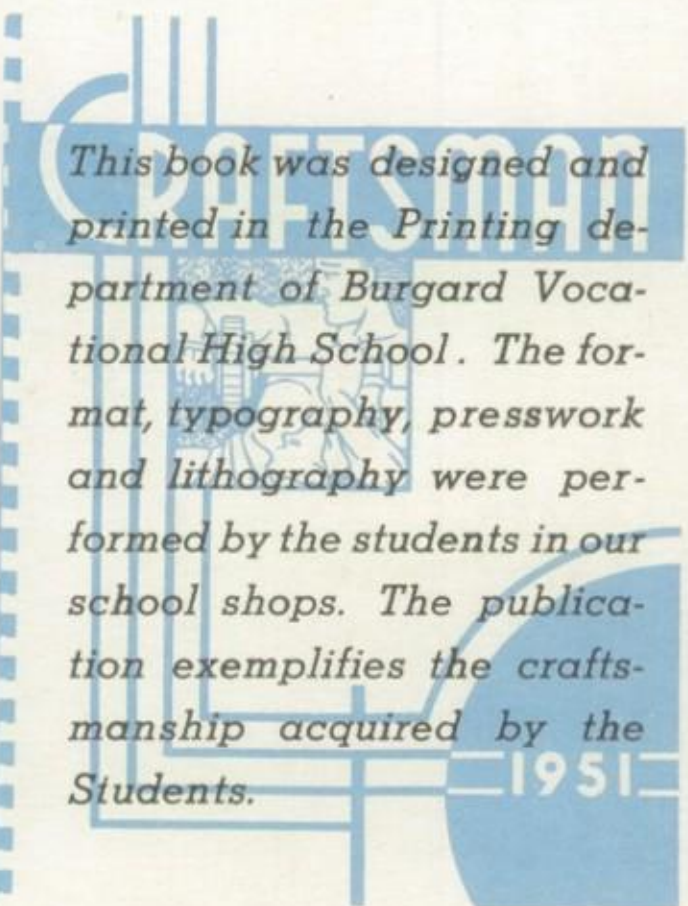 CRAFTSMAN
This book was designed and
printed in the Printing de-
partment of Burgard Voca-
tional High School. The for-
mat, typography, presswork
and lithography were per-
formed by the students in our
school shops. The publica-
tion exemplifies the crafts-
manship acquired by the
Students.
1951